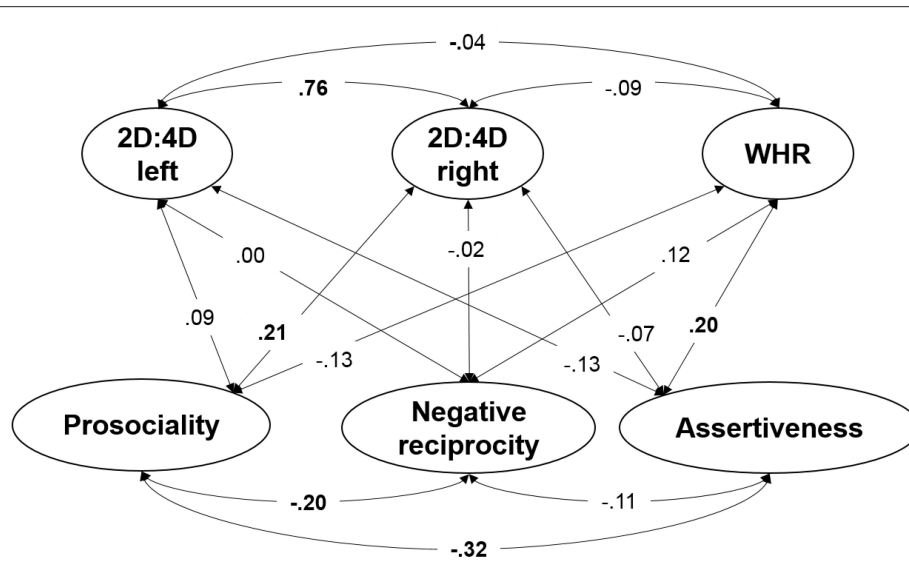 -.04
.76
-.09
2D:4D
left
2D:4D
right
WHR
.00
-.02
.12
.09
.21
-.13
-.13
-.07
.20
Prosociality
Negative
reciprocity
Assertiveness
-.20
-.11
-.32